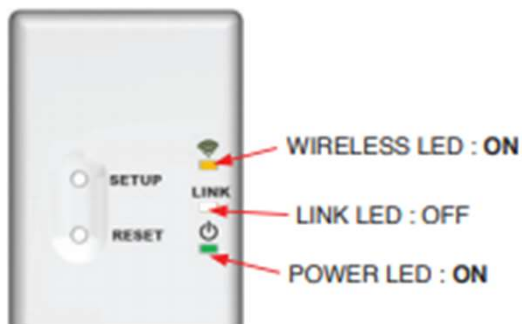 WIRELESS LED : ON
SETUP
LINK
LINK LED : OFF
RESET
POWER LED : ON